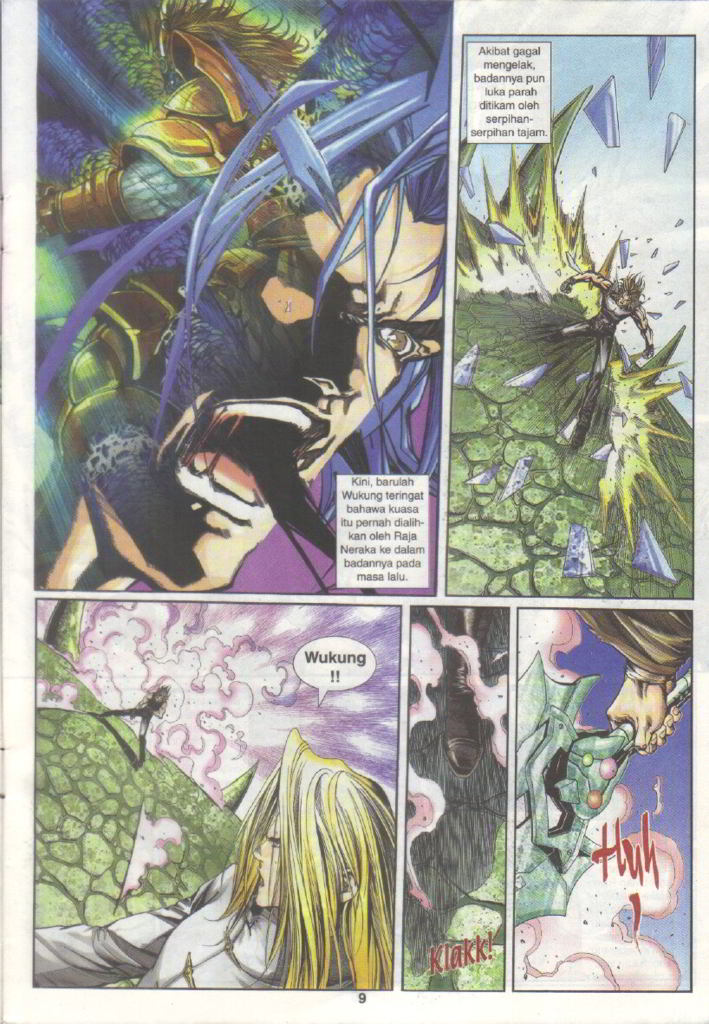 Akibat gagal
mengelak,
badannya pun
luka parah
ditikam oleh
serpihan-
serpihan tajam.
Kini, barulah
Wukung teringat
bahawa kuasa
itu pernah dialih-
kan oleh Raja
Neraka ke dalam
badannya pada
masa lalu.
Wukung
!!
Klakk!
Huh
!
9